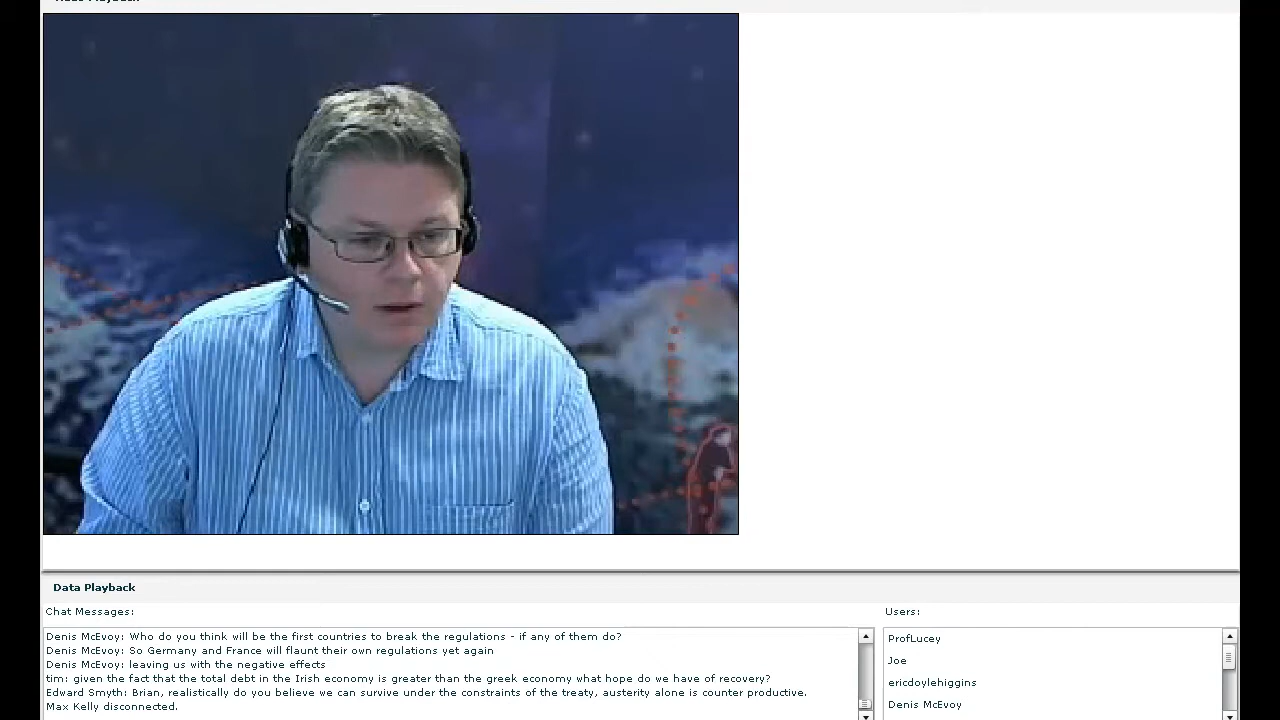 Data Playback
Chat Messages:
Users:
Denis McEvoy: Who do you think will be the first countries to break the regulations - if any of them do?
Denis McEvoy: So Germany and France will flaunt their own regulations yet again
Denis McEvoy: leaving us with the negative effects
tim: given the fact that the total debt in the Irish economy is greater than the greek economy what hope do we have of recovery?
Edward Smyth: Brian, realistically do you believe we can survive under the constraints of the treaty, austerity alone is counter productive.
Max Kelly disconnected.
ProfLucey
Joe
ericdoylehiggins
Denis McEvoy